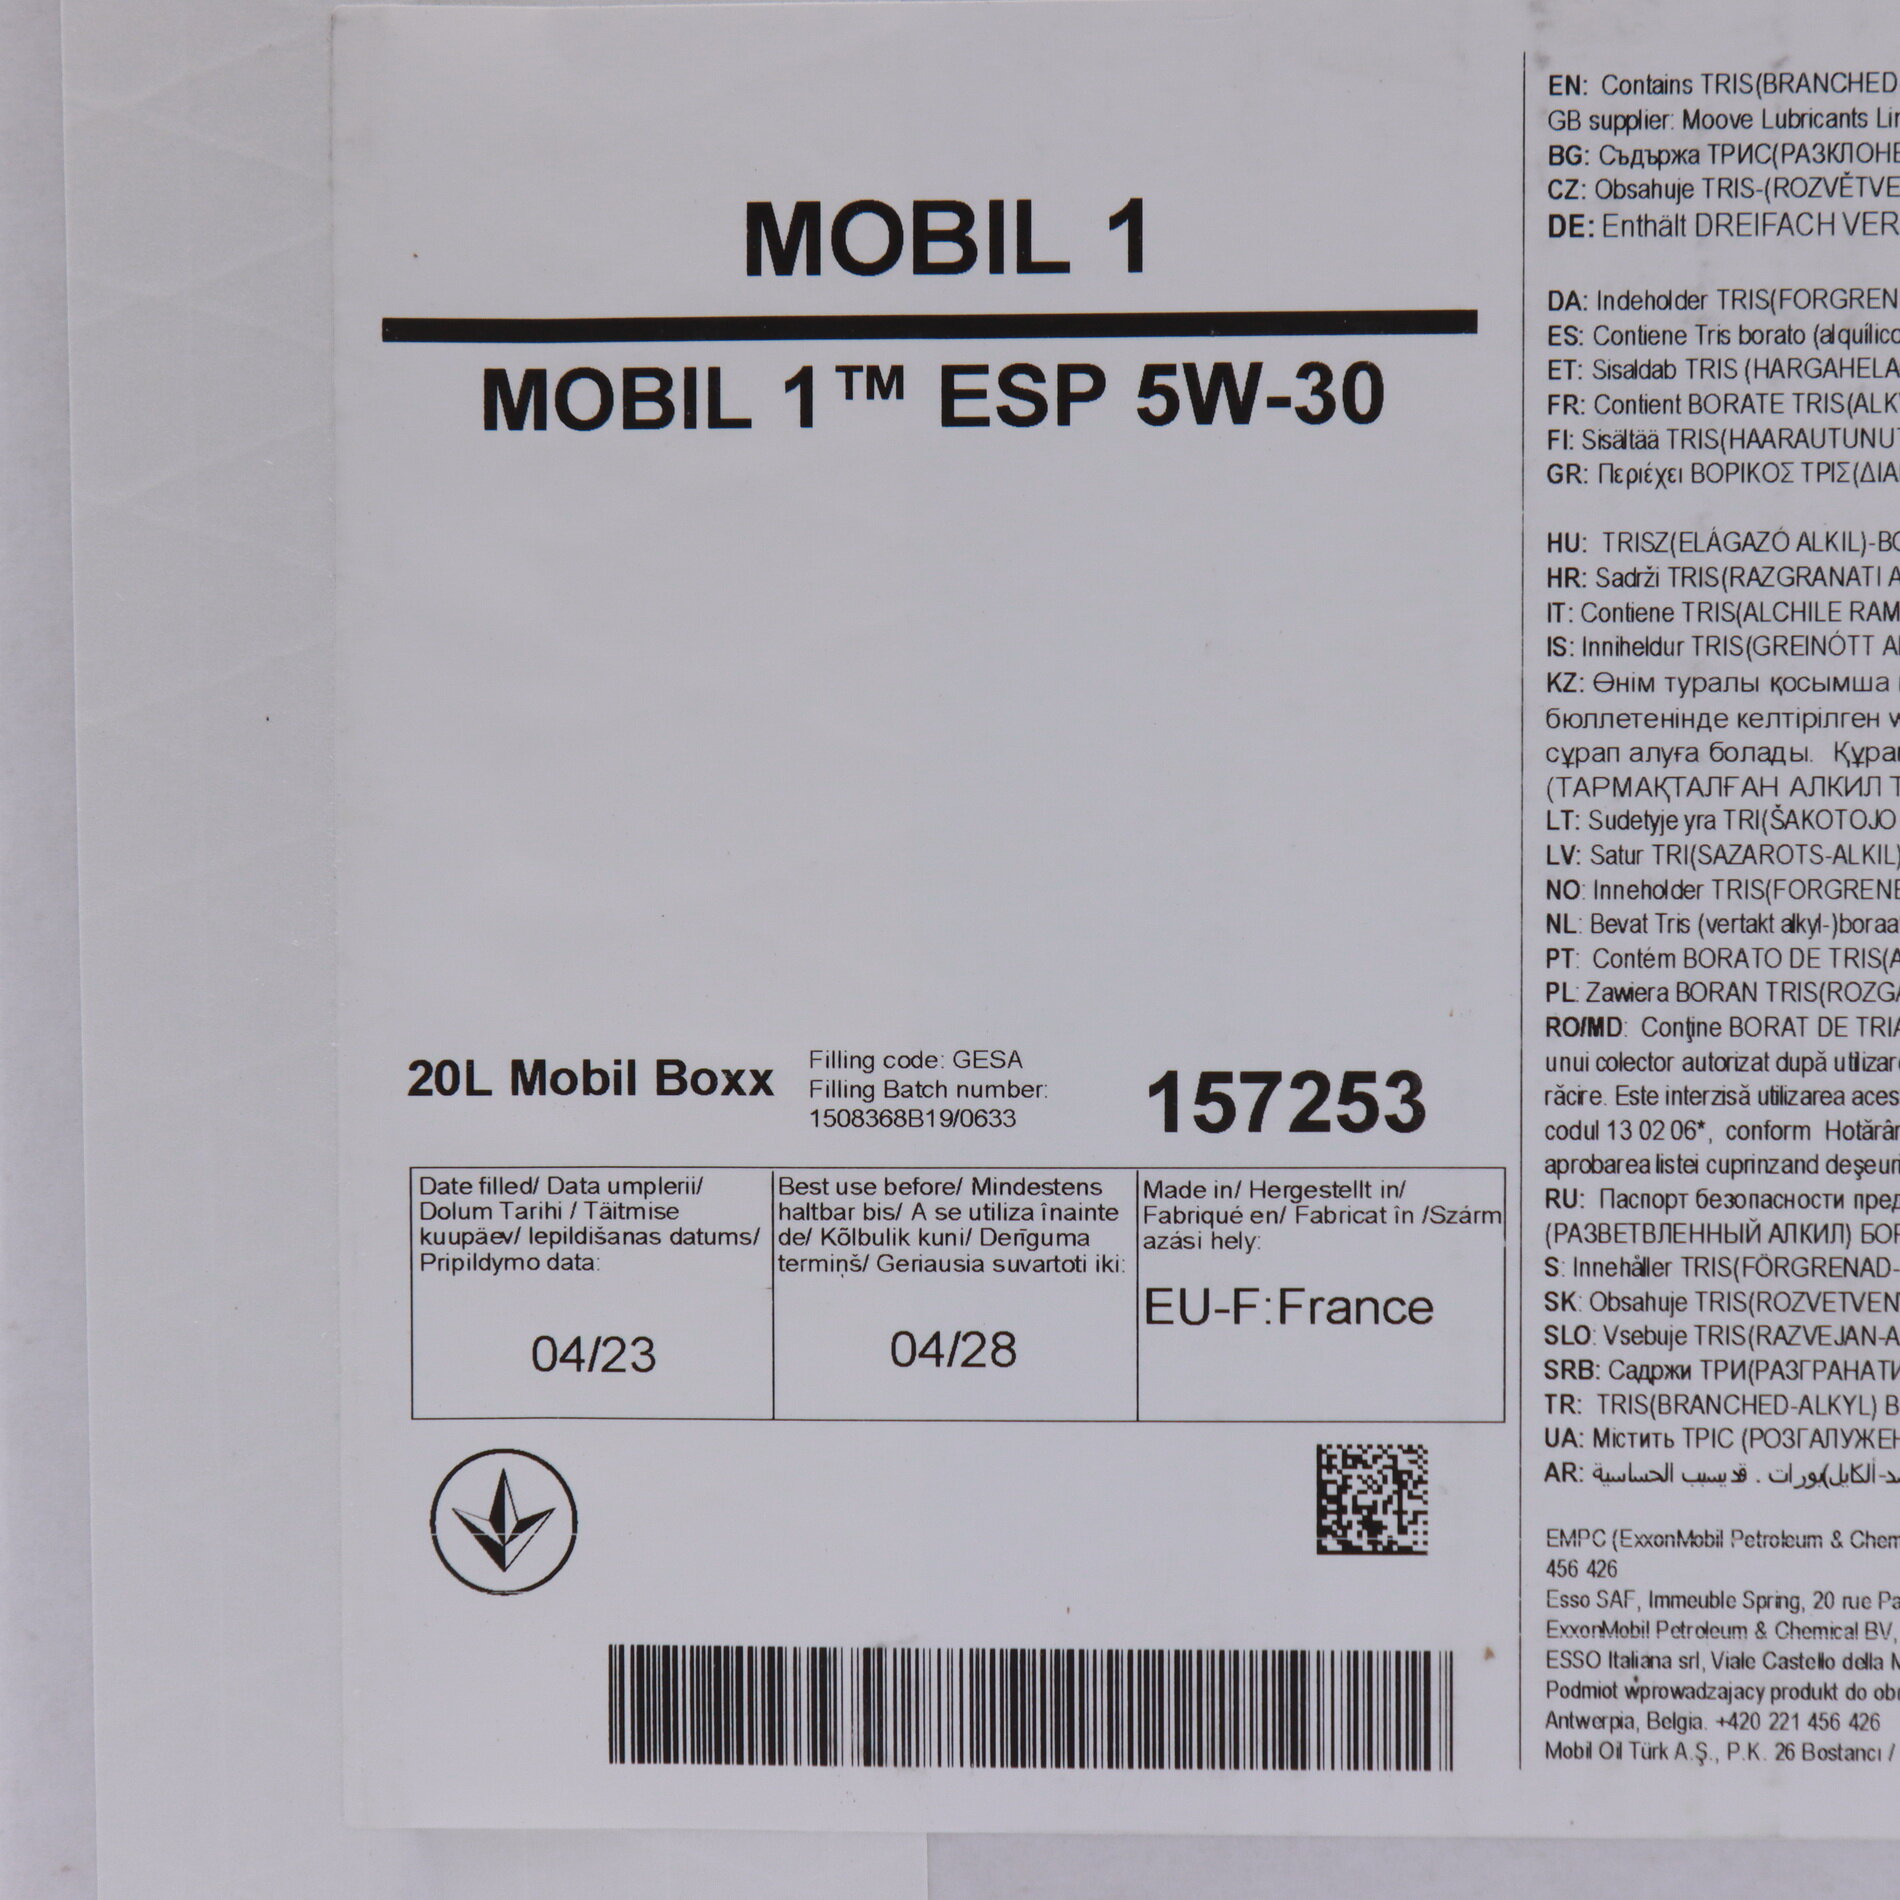 MOBIL 1
MOBIL 1™ ESP 5W-30
20L Mobil Boxx
Filling code: GESA
Filling Batch number:
1508368B19/0633
157253
Date filled/ Data umplerii/
Dolum Tarihi / Täitmise
kuupäev/ Iepildišanas datums/
Pripildymo data:
04/23
Best use before/ Mindestens
haltbar bis/ A se utiliza înainte
de/ Kõlbulik kuni/ Derīguma
termiņš/ Geriausia suvartoti iki:
04/28
Made in/ Hergestellt in/
Fabriqué en/ Fabricat în /Szárm
azási hely:
EU-F:France
EN: Contains TRIS(BRANCHED
GB supplier: Moove Lubricants Li
BG: Съдържа ТРИС(РАЗКЛОНЕ
CZ: Obsahuje TRIS-(ROZVĚTVE
DE: Enthält DREIFACH VER
DA: Indeholder TRIS(FORGREN
ES: Contiene Tris borato (alquílico
ET: Sisaldab TRIS (HARGAHELA
FR: Contient BORATE TRIS(ALK
FI: Sisältää TRIS(HAARAUTUNUT
GR: Περιέχει ΒΟΡΙΚΟΣ ΤΡΙΣ(ΔΙΑ
HU: TRISZ(ELÁGAZÓ ALKIL)-BO
HR: Sadrži TRIS(RAZGRANATI A
IT: Contiene TRIS(ALCHILE RAM
IS: Inniheldur TRIS(GREINÓTT A
KZ: Өнім туралы қосымша
бюллетенінде келтірілген w
сұрап алуға болады. Құра
(ТАРМАҚТАЛҒАН АЛКИЛ Т
LT: Sudetyje yra TRI(ŠAKOTOJO
LV: Satur TRI(SAZAROTS-ALKIL)
NO: Inneholder TRIS(FORGRENE
NL: Bevat Tris (vertakt alkyl-)boraa
PT: Contém BORATO DE TRIS(A
PL: Zawiera BORAN TRIS(ROZGA
RO/MD: Conţine BORAT DE TRIA
unui colector autorizat după utilizar
răcire. Este interzisă utilizarea aces
codul 13 02 06*, conform Hotărâr
aprobarea listei cuprinzand deşeuri
RU: Паспорт безопасности пред
(РАЗВЕТВЛЕННЫЙ АЛКИЛ) БОР
S: Innehåller TRIS(FÖRGRENAD-
SK: Obsahuje TRIS(ROZVETVEN
SLO: Vsebuje TRIS(RAZVEJAN-A
SRB: Садржи ТРИ(РАЗГРАНАТИ
TR: TRIS(BRANCHED-ALKYL) B
UA: Містить ТРІС (РОЗГАЛУЖЕН
AR: د-الكايل)بورات . قد يسبب الحساسية
EMPC (ExxonMobil Petroleum & Chem
456 426
Esso SAF, Immeuble Spring, 20 rue Pa
ExxonMobil Petroleum & Chemical BV,
ESSO Italiana srl, Viale Castello della M
Podmiot wprowadzajacy produkt do ob
Antwerpia, Belgia. +420 221 456 426
Mobil Oil Türk A.Ş., P.K. 26 Bostancı /